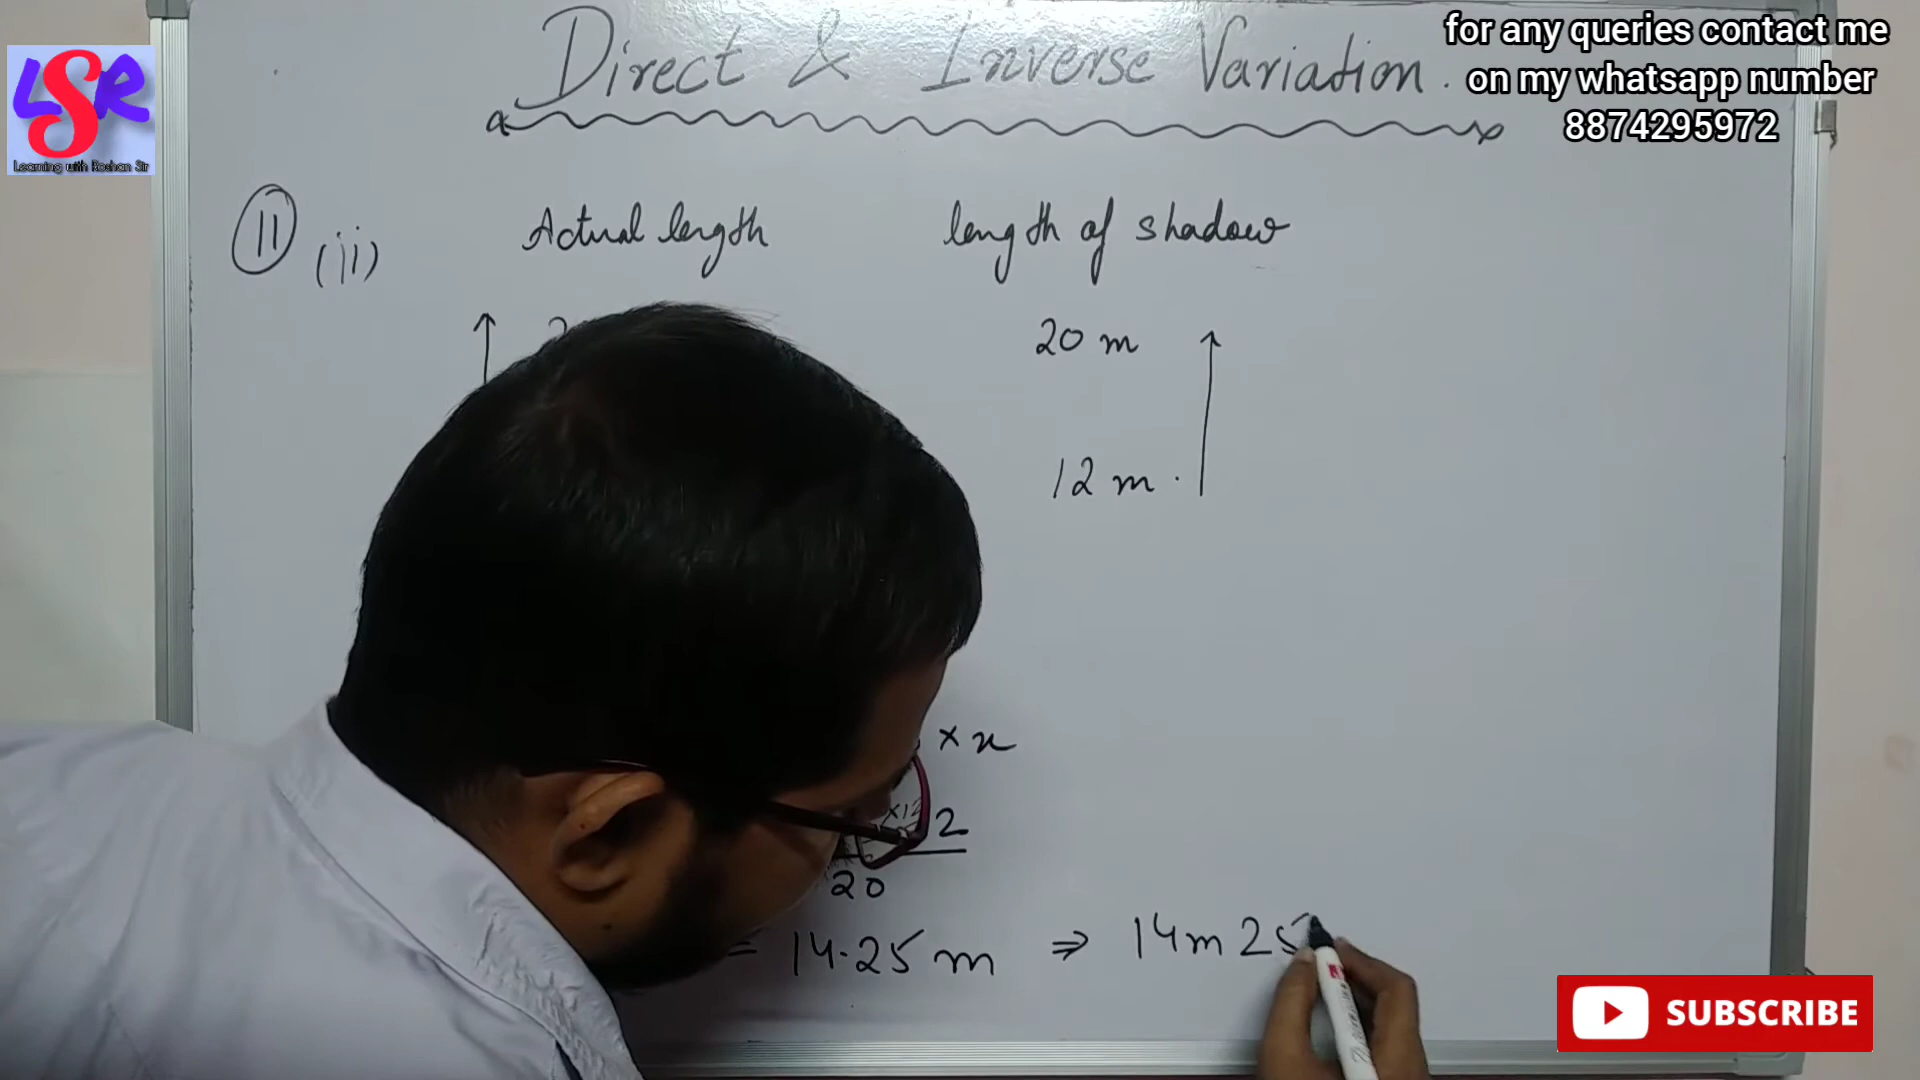 Direct & Inverse Variation.
for any queries contact me
on my whatsapp number
8874295972
LSR
Learning with Roshan Sir
11 (ii) Actual length length of shadow
20 m
12 m.
× x
×12
2
20
= 14.25 m ⇒ 14m 25
SUBSCRIBE